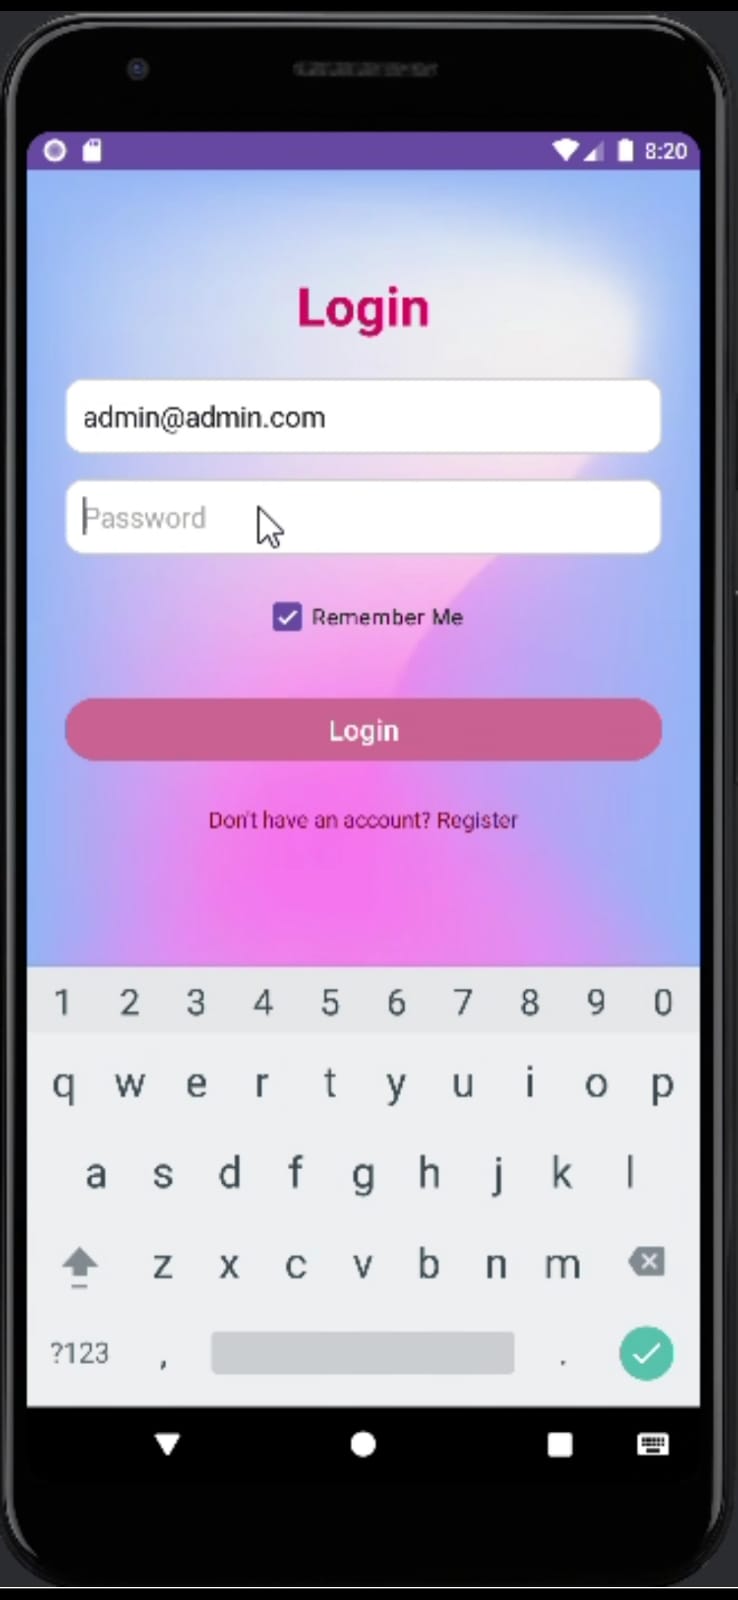 8:20
Login
admin@admin.com
Password
Remember Me
Login
Don't have an account? Register
1 2 3 4 5 6 7 8 9 0
q w e r t y u i o p
a s d f g h j k l
z x c v b n m
?123 , .